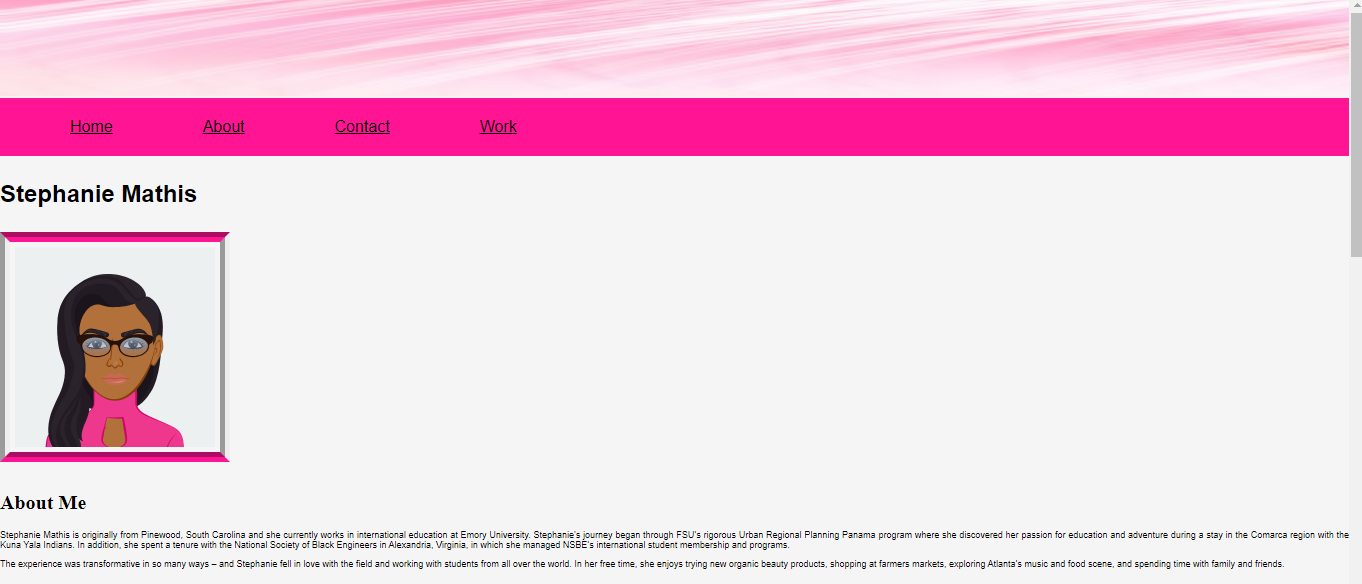 Home About Contact Work
Stephanie Mathis
About Me
Stephanie Mathis is originally from Pinewood, South Carolina and she currently works in international education at Emory University. Stephanie's journey began through FSU's rigorous Urban Regional Planning Panama program where she discovered her passion for education and adventure during a stay in the Comarca region with the
Kuna Yala Indians. In addition, she spent a tenure with the National Society of Black Engineers in Alexandria, Virginia, in which she managed NSBE's international student membership and programs.
The experience was transformative in so many ways – and Stephanie fell in love with the field and working with students from all over the world. In her free time, she enjoys trying new organic beauty products, shopping at farmers markets, exploring Atlanta's music and food scene, and spending time with family and friends.